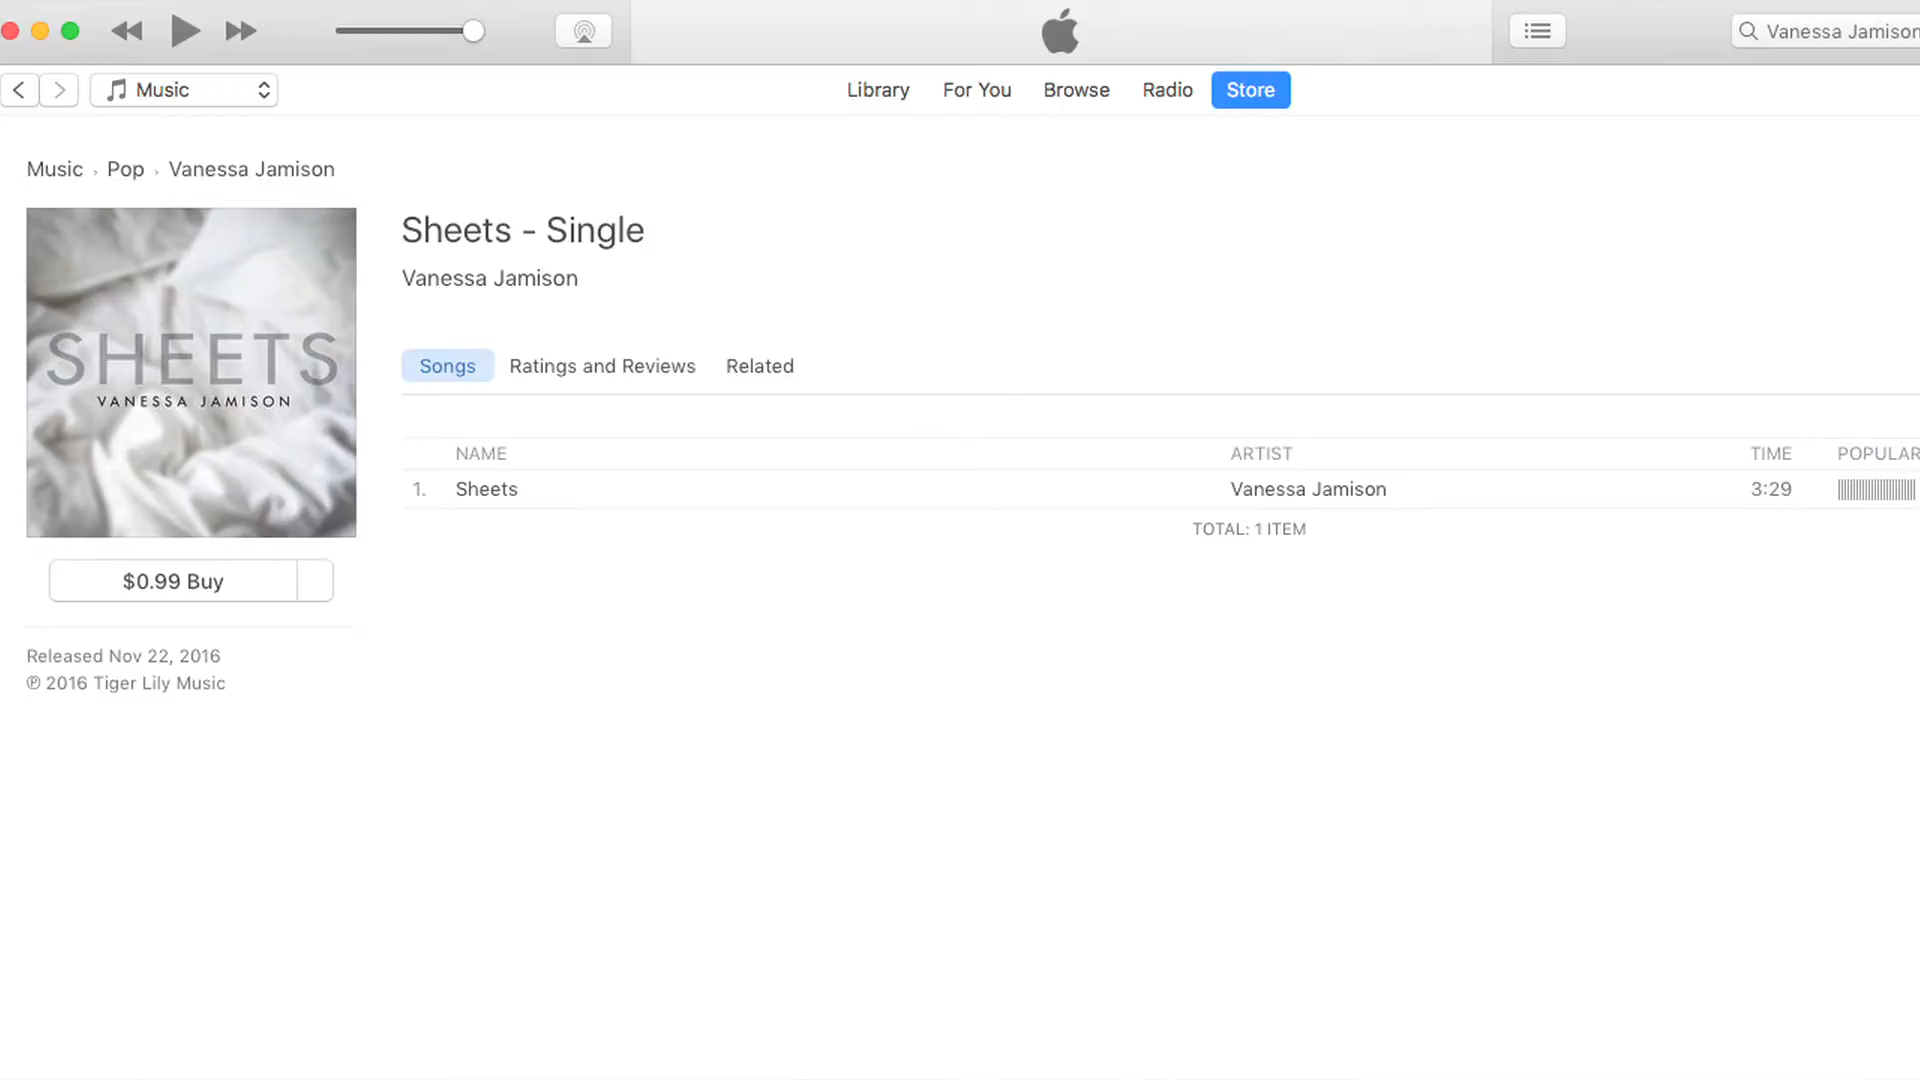 Vanessa Jamison
Music
Library
For You
Browse
Radio
Store
Music › Pop › Vanessa Jamison
SHEETS
VANESSA JAMISON
$0.99 Buy
Released Nov 22, 2016
℗ 2016 Tiger Lily Music
Sheets - Single
Vanessa Jamison
Songs
Ratings and Reviews
Related
NAME ARTIST TIME POPULAR
1. Sheets Vanessa Jamison 3:29
TOTAL: 1 ITEM